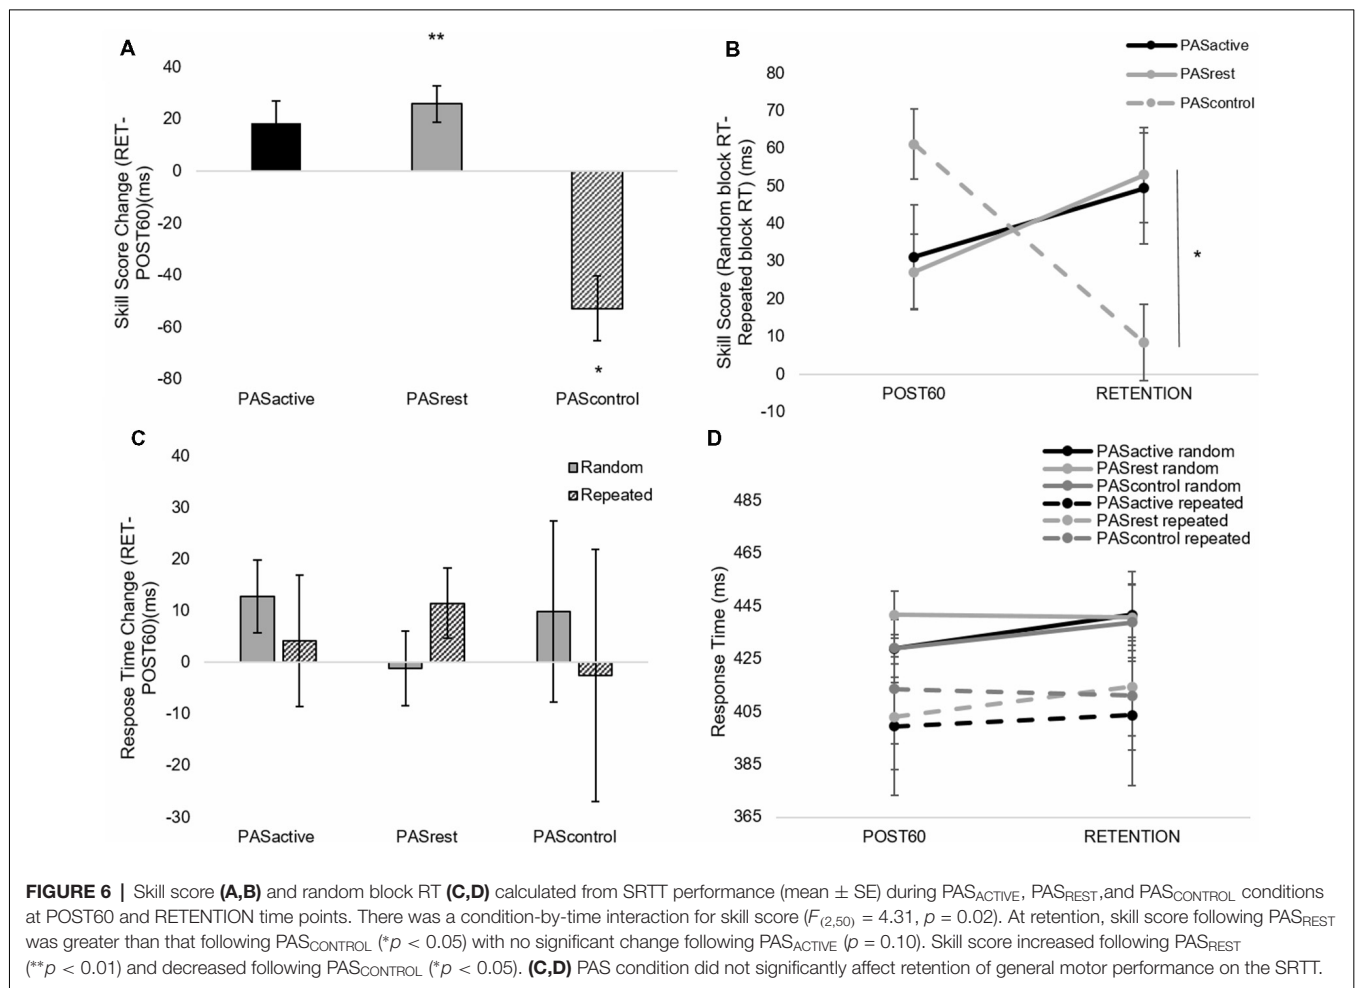 A
**
40
20
0
-20
-40
-60
-80
Skill Score Change (RET-
POST60)(ms)
*
PASactive PASrest PAScontrol
B
PASactive
PASrest
PAScontrol
80
70
60
50
40
30
20
10
0
-10
Skill Score (Random block RT-
Repeated block RT) (ms)
*
POST60 RETENTION
C
Random
Repeated
40
30
20
10
0
-10
-20
-30
Respose Time Change (RET-
POST60)(ms)
PASactive PASrest PAScontrol
D
PASactive random
PASrest random
PAScontrol random
PASactive repeated
PASrest repeated
PAScontrol repeated
485
465
445
425
405
385
365
Response Time (ms)
POST60 RETENTION
FIGURE 6 | Skill score (A,B) and random block RT (C,D) calculated from SRTT performance (mean ± SE) during PASACTIVE, PASREST,and PASCONTROL conditions
at POST60 and RETENTION time points. There was a condition-by-time interaction for skill score (F(2,50) = 4.31, p = 0.02). At retention, skill score following PASREST
was greater than that following PASCONTROL (*p < 0.05) with no significant change following PASACTIVE (p = 0.10). Skill score increased following PASREST
(**p < 0.01) and decreased following PASCONTROL (*p < 0.05). (C,D) PAS condition did not significantly affect retention of general motor performance on the SRTT.